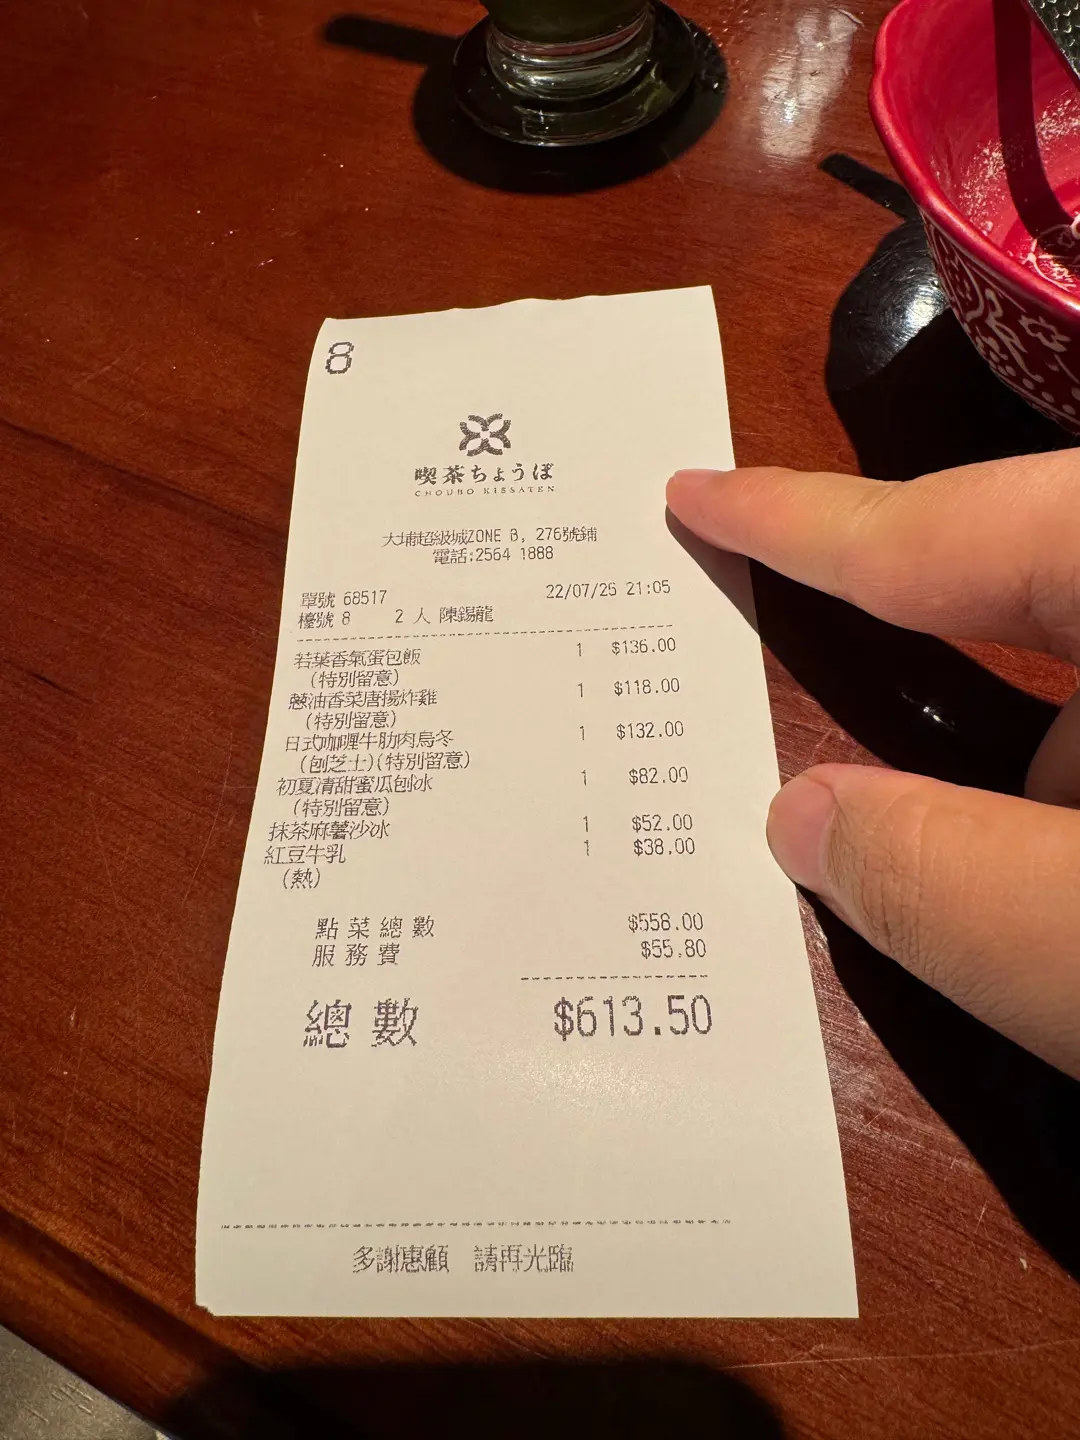 8
喫茶ちょうぼ
CHOUBO KISSATEN
大埔超級城ZONE B, 276號鋪
電話:2564 1888
單號 68517 22/07/25 21:05
檯號 8 2 人 陳錫龍
若葉香氣蛋包飯 1 $136.00
(特別留意)
蔥油香菜唐揚炸雞 1 $118.00
(特別留意)
日式咖喱牛肋肉烏冬 1 $132.00
(刨芝士)(特別留意)
初夏清甜蜜瓜刨冰 1 $82.00
(特別留意)
抹茶麻薯沙冰 1 $52.00
紅豆牛乳 1 $38.00
(熱)
點菜總數 $558.00
服務費 $55.80
總數 $613.50
多謝惠顧 請再光臨